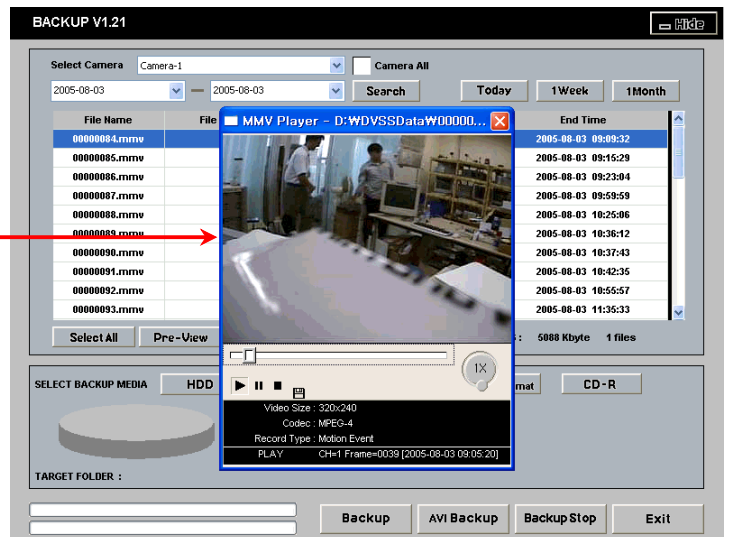 BACKUP V1.21
Hide
Select Camera Camera-1 Camera All
2005-08-03 — 2005-08-03 Search Today 1Week 1Month
File Name File End Time
00000084.mmv 2005-08-03 09:09:32
00000085.mmv 2005-08-03 09:15:29
00000086.mmv 2005-08-03 09:23:04
00000087.mmv 2005-08-03 09:59:59
00000088.mmv 2005-08-03 10:25:06
00000089.mmv 2005-08-03 10:36:12
00000090.mmv 2005-08-03 10:37:43
00000091.mmv 2005-08-03 10:42:35
00000092.mmv 2005-08-03 10:55:57
00000093.mmv 2005-08-03 11:35:33
Select All Pre-View : 5088 Kbyte 1 files
MMV Player - D:₩DVSSData₩00000...
1X
Video Size : 320x240
Codec : MPEG-4
Record Type : Motion Event
PLAY CH=1 Frame=0039 [2005-08-03 09:05:20]
SELECT BACKUP MEDIA HDD mat CD-R
TARGET FOLDER :
Backup AVI Backup Backup Stop Exit